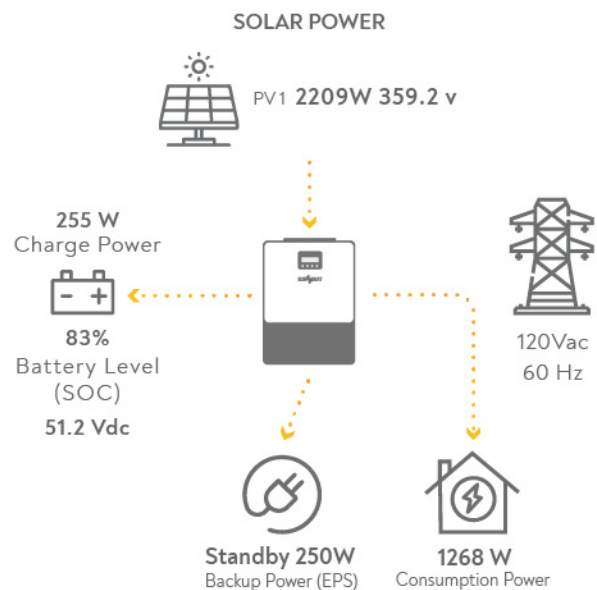 SOLAR POWER
PV1 2209W 359.2 v
255 W
Charge Power
83%
Battery Level
(SOC)
51.2 Vdc
120Vac
60 Hz
Standby 250W
Backup Power (EPS)
1268 W
Consumption Power